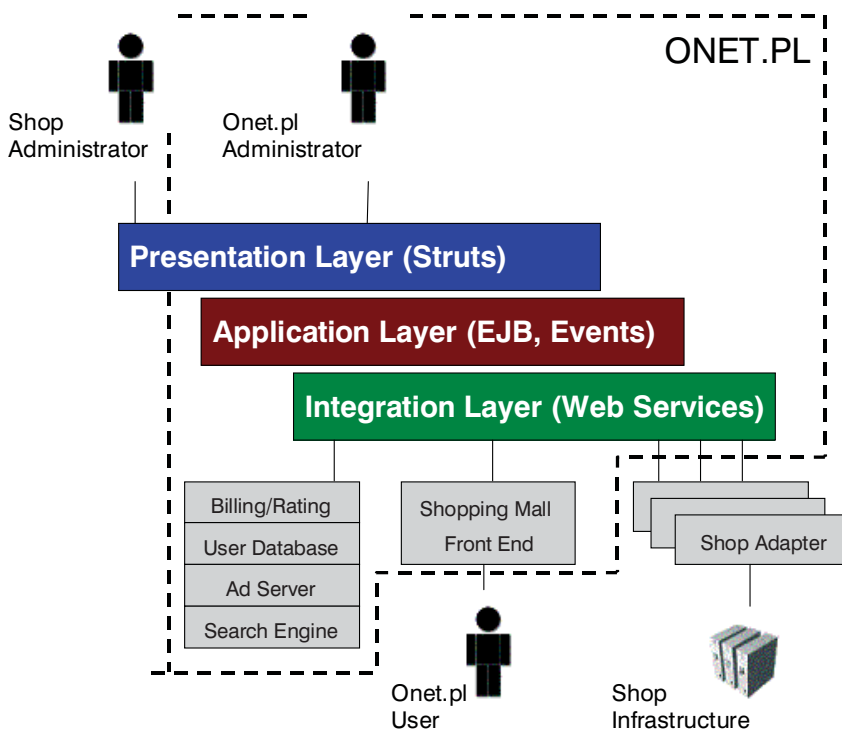 ONET.PL
Shop
Administrator
Onet.pl
Administrator
Presentation Layer (Struts)
Application Layer (EJB, Events)
Integration Layer (Web Services)
Billing/Rating
User Database
Ad Server
Search Engine
Shopping Mall
Front End
Shop Adapter
Onet.pl
User
Shop
Infrastructure